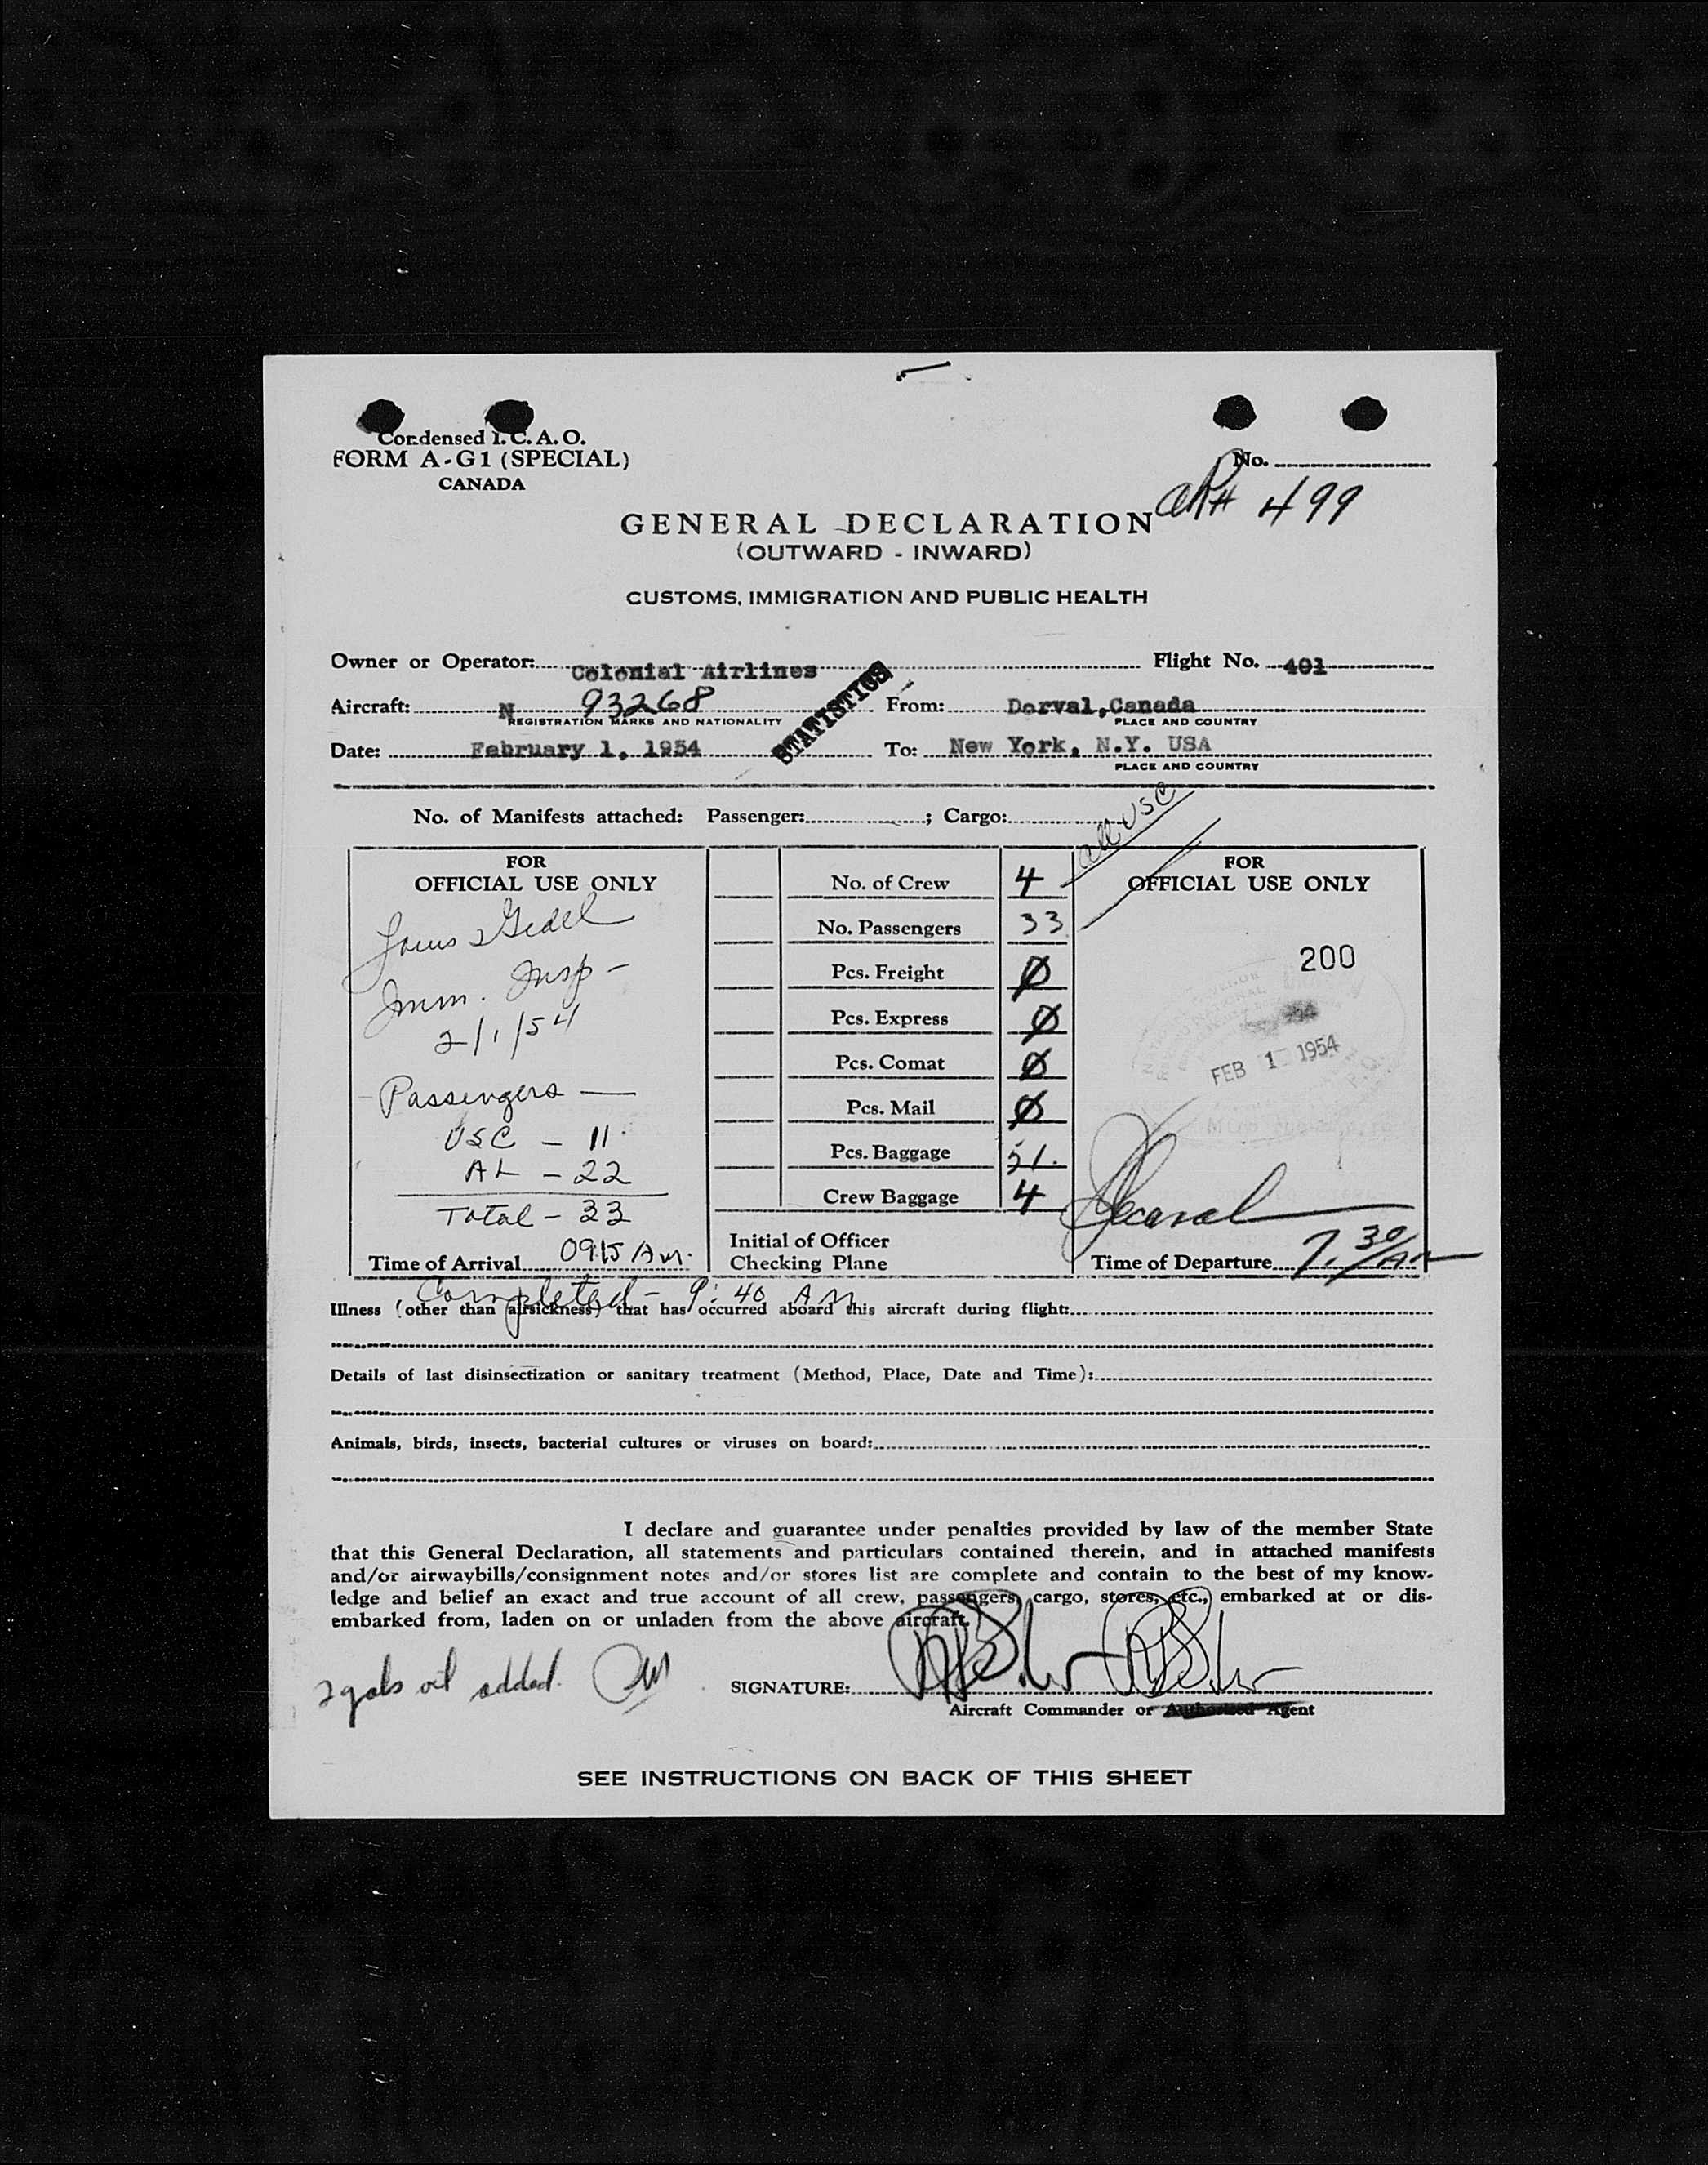 Condensed I. C. A. O.
FORM A-G1 (SPECIAL)
CANADA
No.
499
GENERAL DECLARATION
(OUTWARD - INWARD)
CUSTOMS, IMMIGRATION AND PUBLIC HEALTH
Owner or Operator: Colonial Airlines Flight No. 401
Aircraft: N 93268 From: Dorval, Canada
REGISTRATION MARKS AND NATIONALITY PLACE AND COUNTRY
STATISTICS
Date: February 1, 1954 To: New York, N.Y. USA
PLACE AND COUNTRY
No. of Manifests attached: Passenger: ; Cargo:
all USC
FOR
OFFICIAL USE ONLY
Imm. Insp -
2/1/54
Passengers —
USC - 11
AL - 22
Total - 33
Time of Arrival 0915 Am.
No. of Crew 4
No. Passengers 33
Pcs. Freight 0
Pcs. Express 0
Pcs. Comat 0
Pcs. Mail 0
Pcs. Baggage 51.
Crew Baggage 4
Initial of Officer
Checking Plane
FOR
OFFICIAL USE ONLY
200
FEB 1 1954
Time of Departure 7.30/Am
Completed - 9:40 AM
Illness (other than airsickness) that has occurred aboard this aircraft during flight:
Details of last disinsectization or sanitary treatment (Method, Place, Date and Time):
Animals, birds, insects, bacterial cultures or viruses on board:
I declare and guarantee under penalties provided by law of the member State
that this General Declaration, all statements and particulars contained therein, and in attached manifests
and/or airwaybills/consignment notes and/or stores list are complete and contain to the best of my know-
ledge and belief an exact and true account of all crew, passengers, cargo, stores, etc., embarked at or dis-
embarked from, laden on or unladen from the above aircraft.
2 gals oil added.
SIGNATURE:
Aircraft Commander or Authorized Agent
SEE INSTRUCTIONS ON BACK OF THIS SHEET